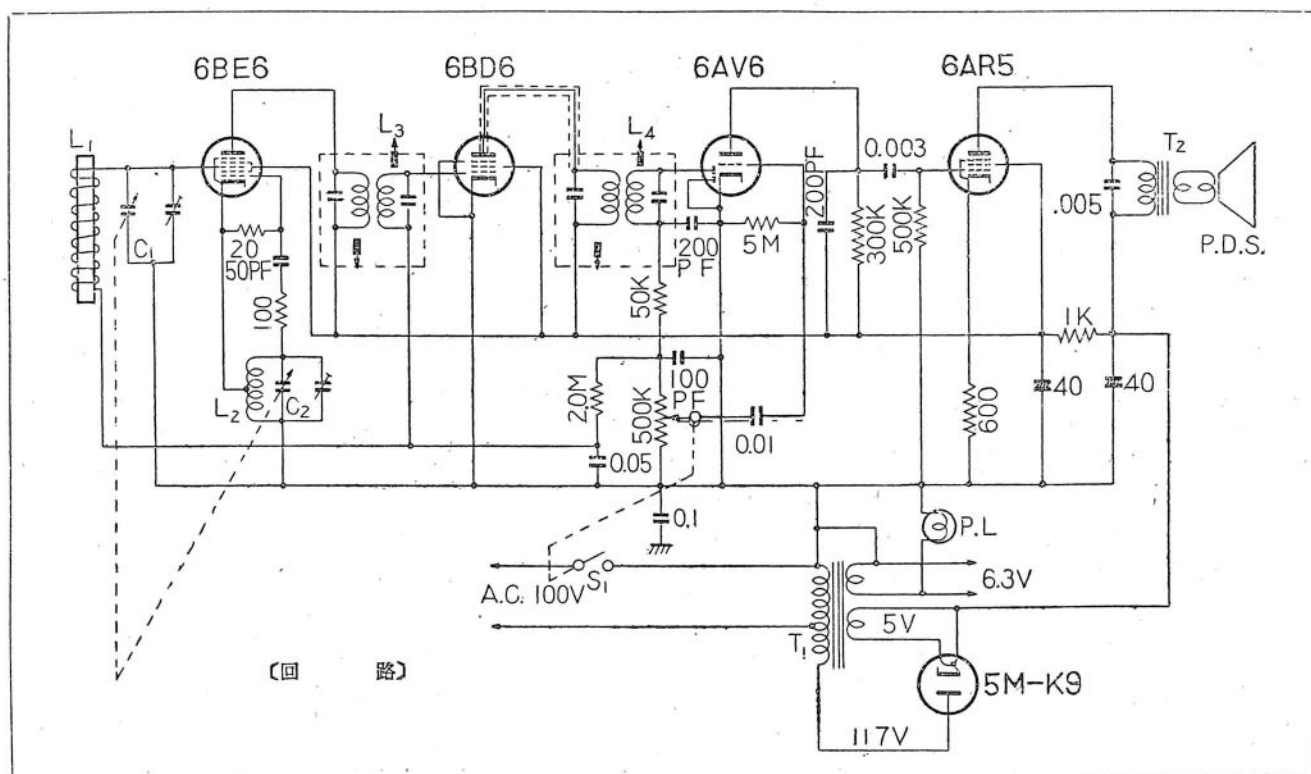 6BE6
6BD6
6AV6
6AR5
L1
L3
L4
T2
C1
20
50PF
100
L2
C2
200
PF
5M
200PF
0.003
300K
500K
.005
P.D.S.
50K
1K
2.0M
100
PF
500K
0.01
0.05
600
40
40
0.1
P.L
A.C. 100V
S1
6.3V
5V
T1
5M-K9
117V
〔回 路〕